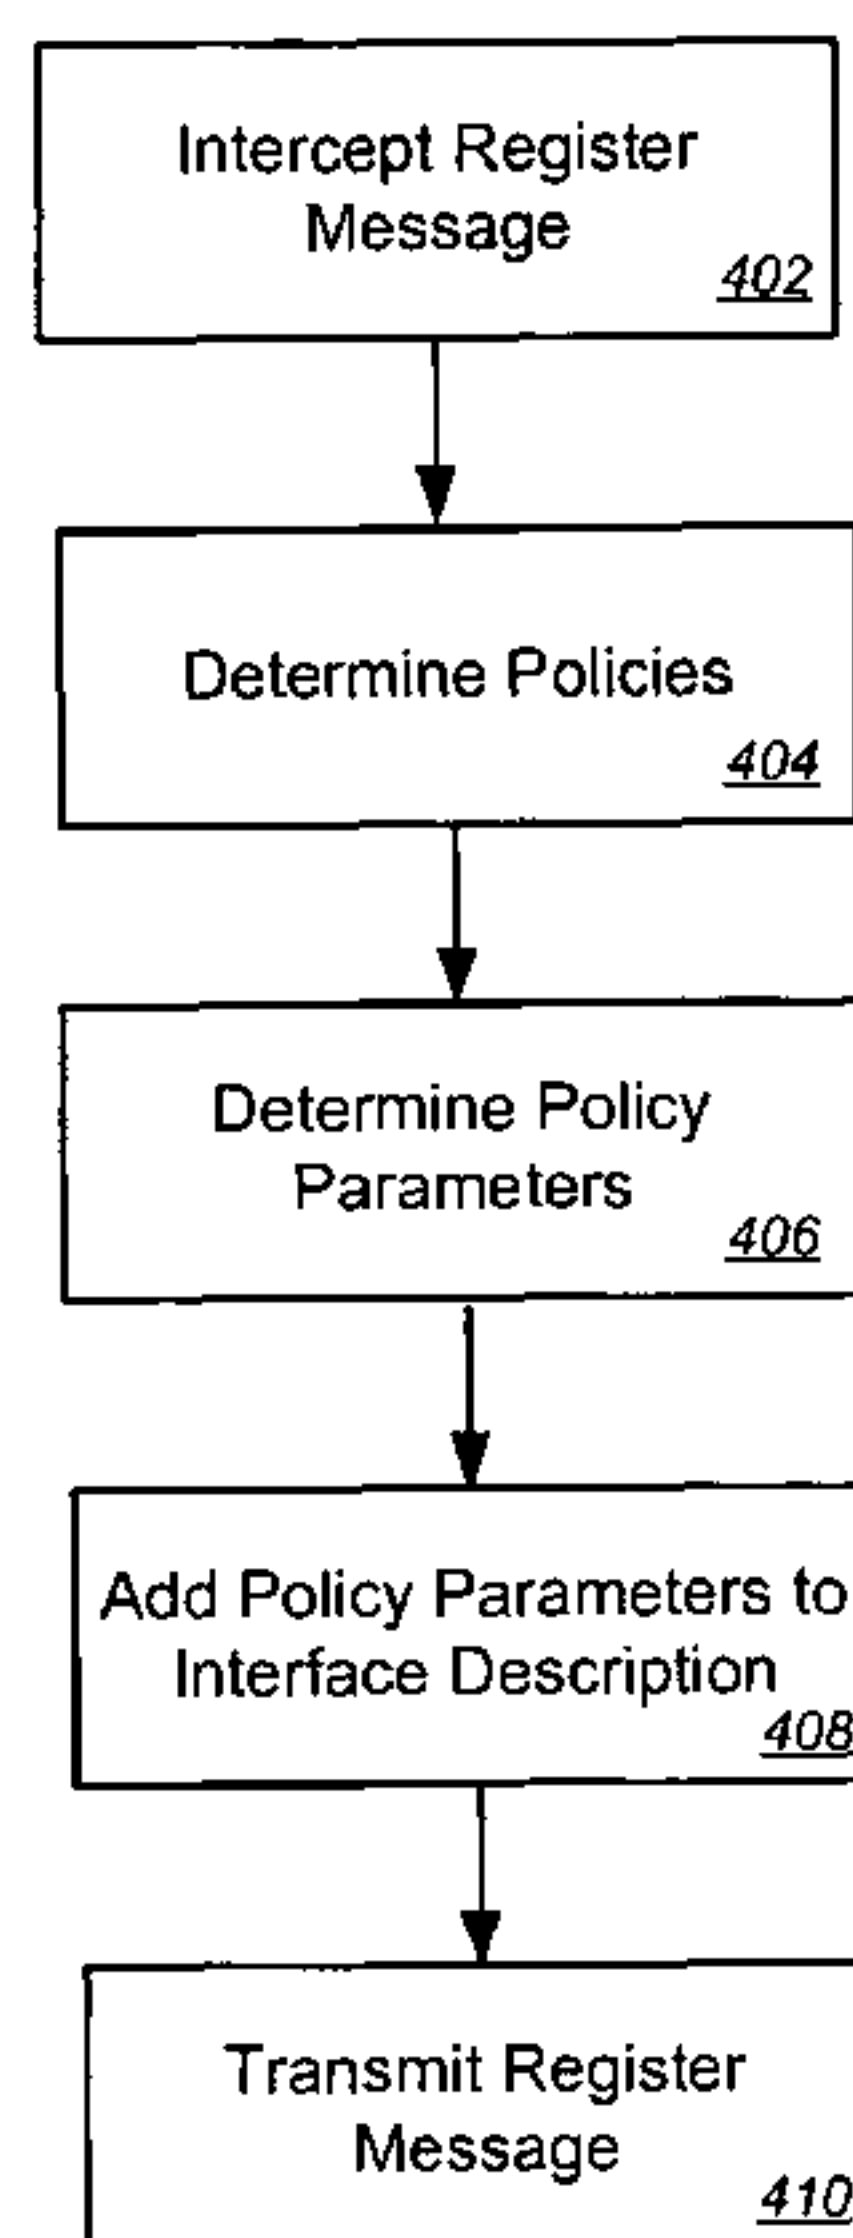 Intercept Register
Message
402
Determine Policies
404
Determine Policy
Parameters
406
Add Policy Parameters to
Interface Description
408
Transmit Register
Message
410